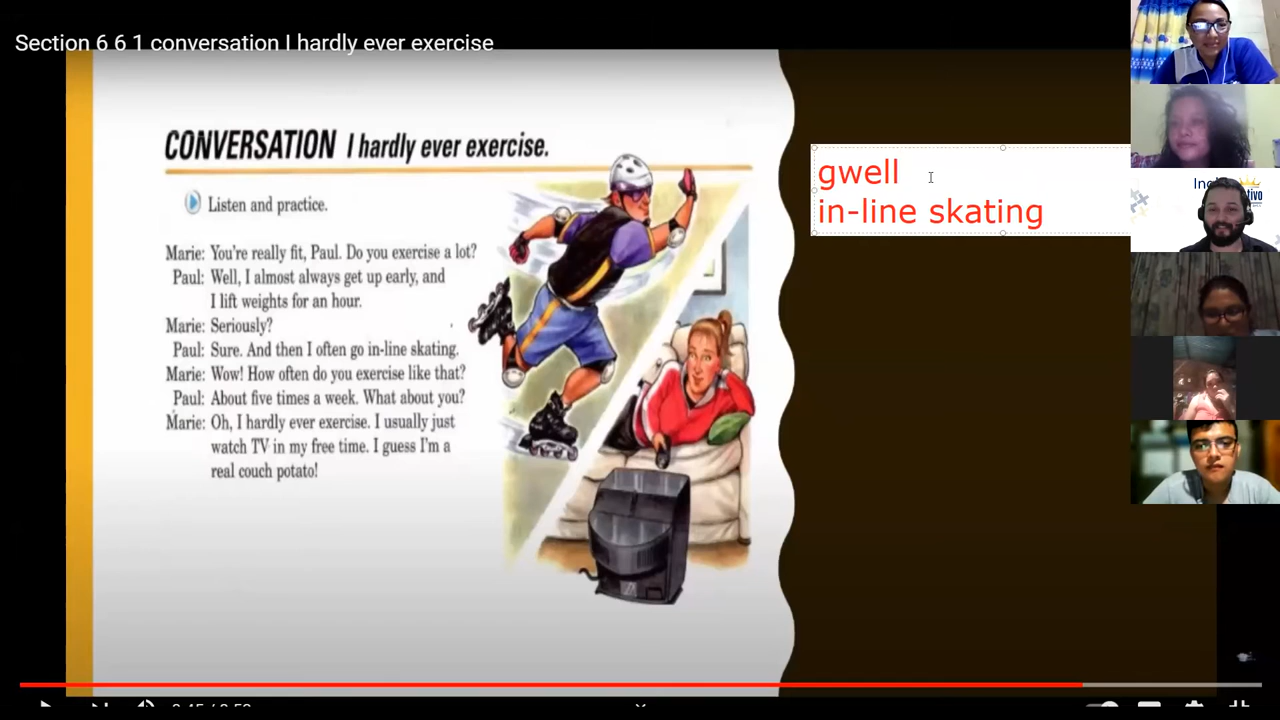 Section 6 6 1 conversation I hardly ever exercise
CONVERSATION I hardly ever exercise.
Listen and practice.
Marie: You're really fit, Paul. Do you exercise a lot?
Paul: Well, I almost always get up early, and
I lift weights for an hour.
Marie: Seriously?
Paul: Sure. And then I often go in-line skating.
Marie: Wow! How often do you exercise like that?
Paul: About five times a week. What about you?
Marie: Oh, I hardly ever exercise. I usually just
watch TV in my free time. I guess I'm a
real couch potato!
gwell
in-line skating